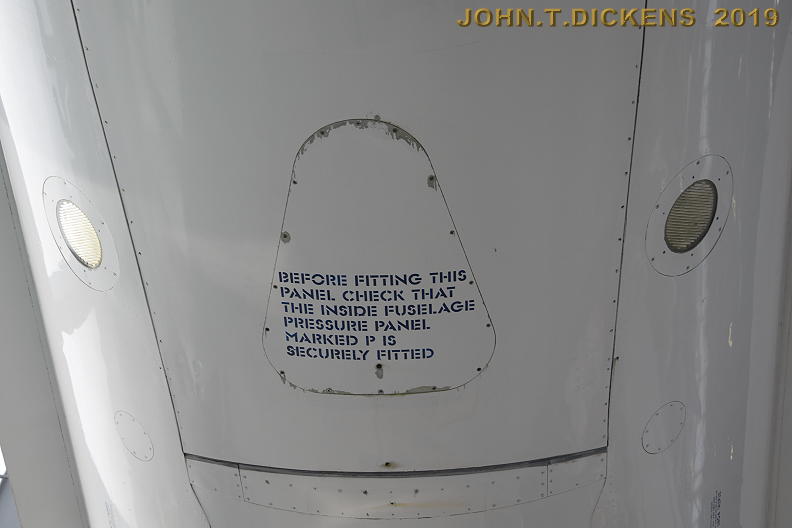 JOHN.T.DICKENS 2019
BEFORE FITTING THIS
PANEL CHECK THAT
THE INSIDE FUSELAGE
PRESSURE PANEL
MARKED P IS
SECURELY FITTED